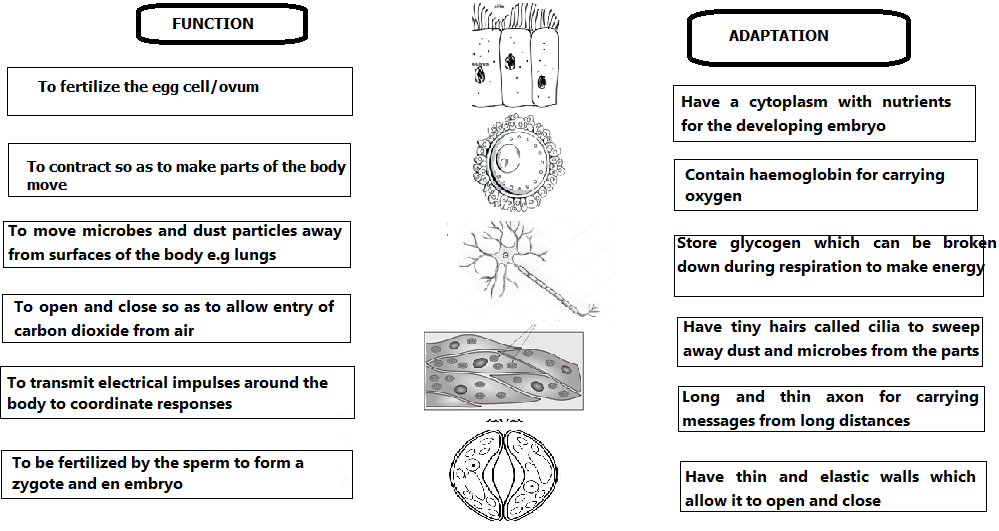 FUNCTION
To fertilize the egg cell/ovum
To contract so as to make parts of the body
move
To move microbes and dust particles away
from surfaces of the body e.g lungs
To open and close so as to allow entry of
carbon dioxide from air
To transmit electrical impulses around the
body to coordinate responses
To be fertilized by the sperm to form a
zygote and en embryo
cilia
ADAPTATION
Have a cytoplasm with nutrients
for the developing embryo
Contain haemoglobin for carrying
oxygen
Store glycogen which can be broken
down during respiration to make energy
Have tiny hairs called cilia to sweep
away dust and microbes from the parts
Long and thin axon for carrying
messages from long distances
Have thin and elastic walls which
allow it to open and close